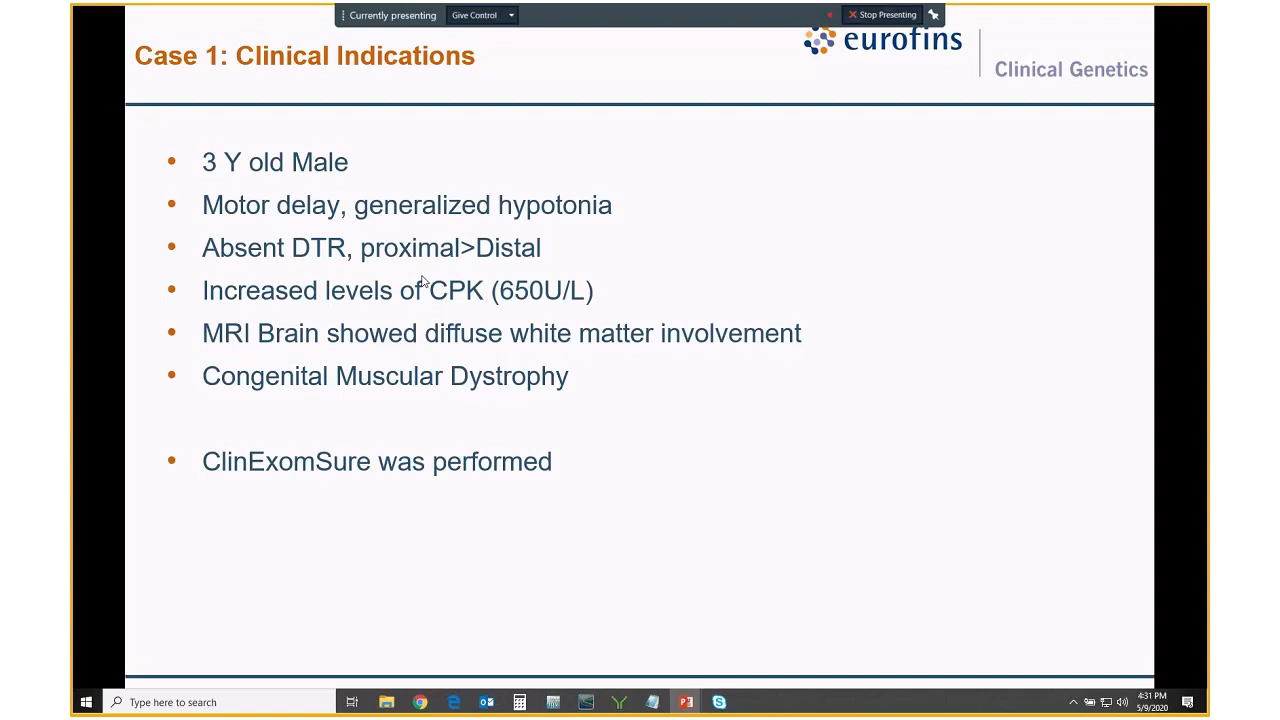 Currently presenting
Give Control
Stop Presenting
Case 1: Clinical Indications
eurofins
Clinical Genetics
• 3 Y old Male
• Motor delay, generalized hypotonia
• Absent DTR, proximal>Distal
• Increased levels of CPK (650U/L)
• MRI Brain showed diffuse white matter involvement
• Congenital Muscular Dystrophy
• ClinExomSure was performed
Type here to search
4:31 PM
5/9/2020